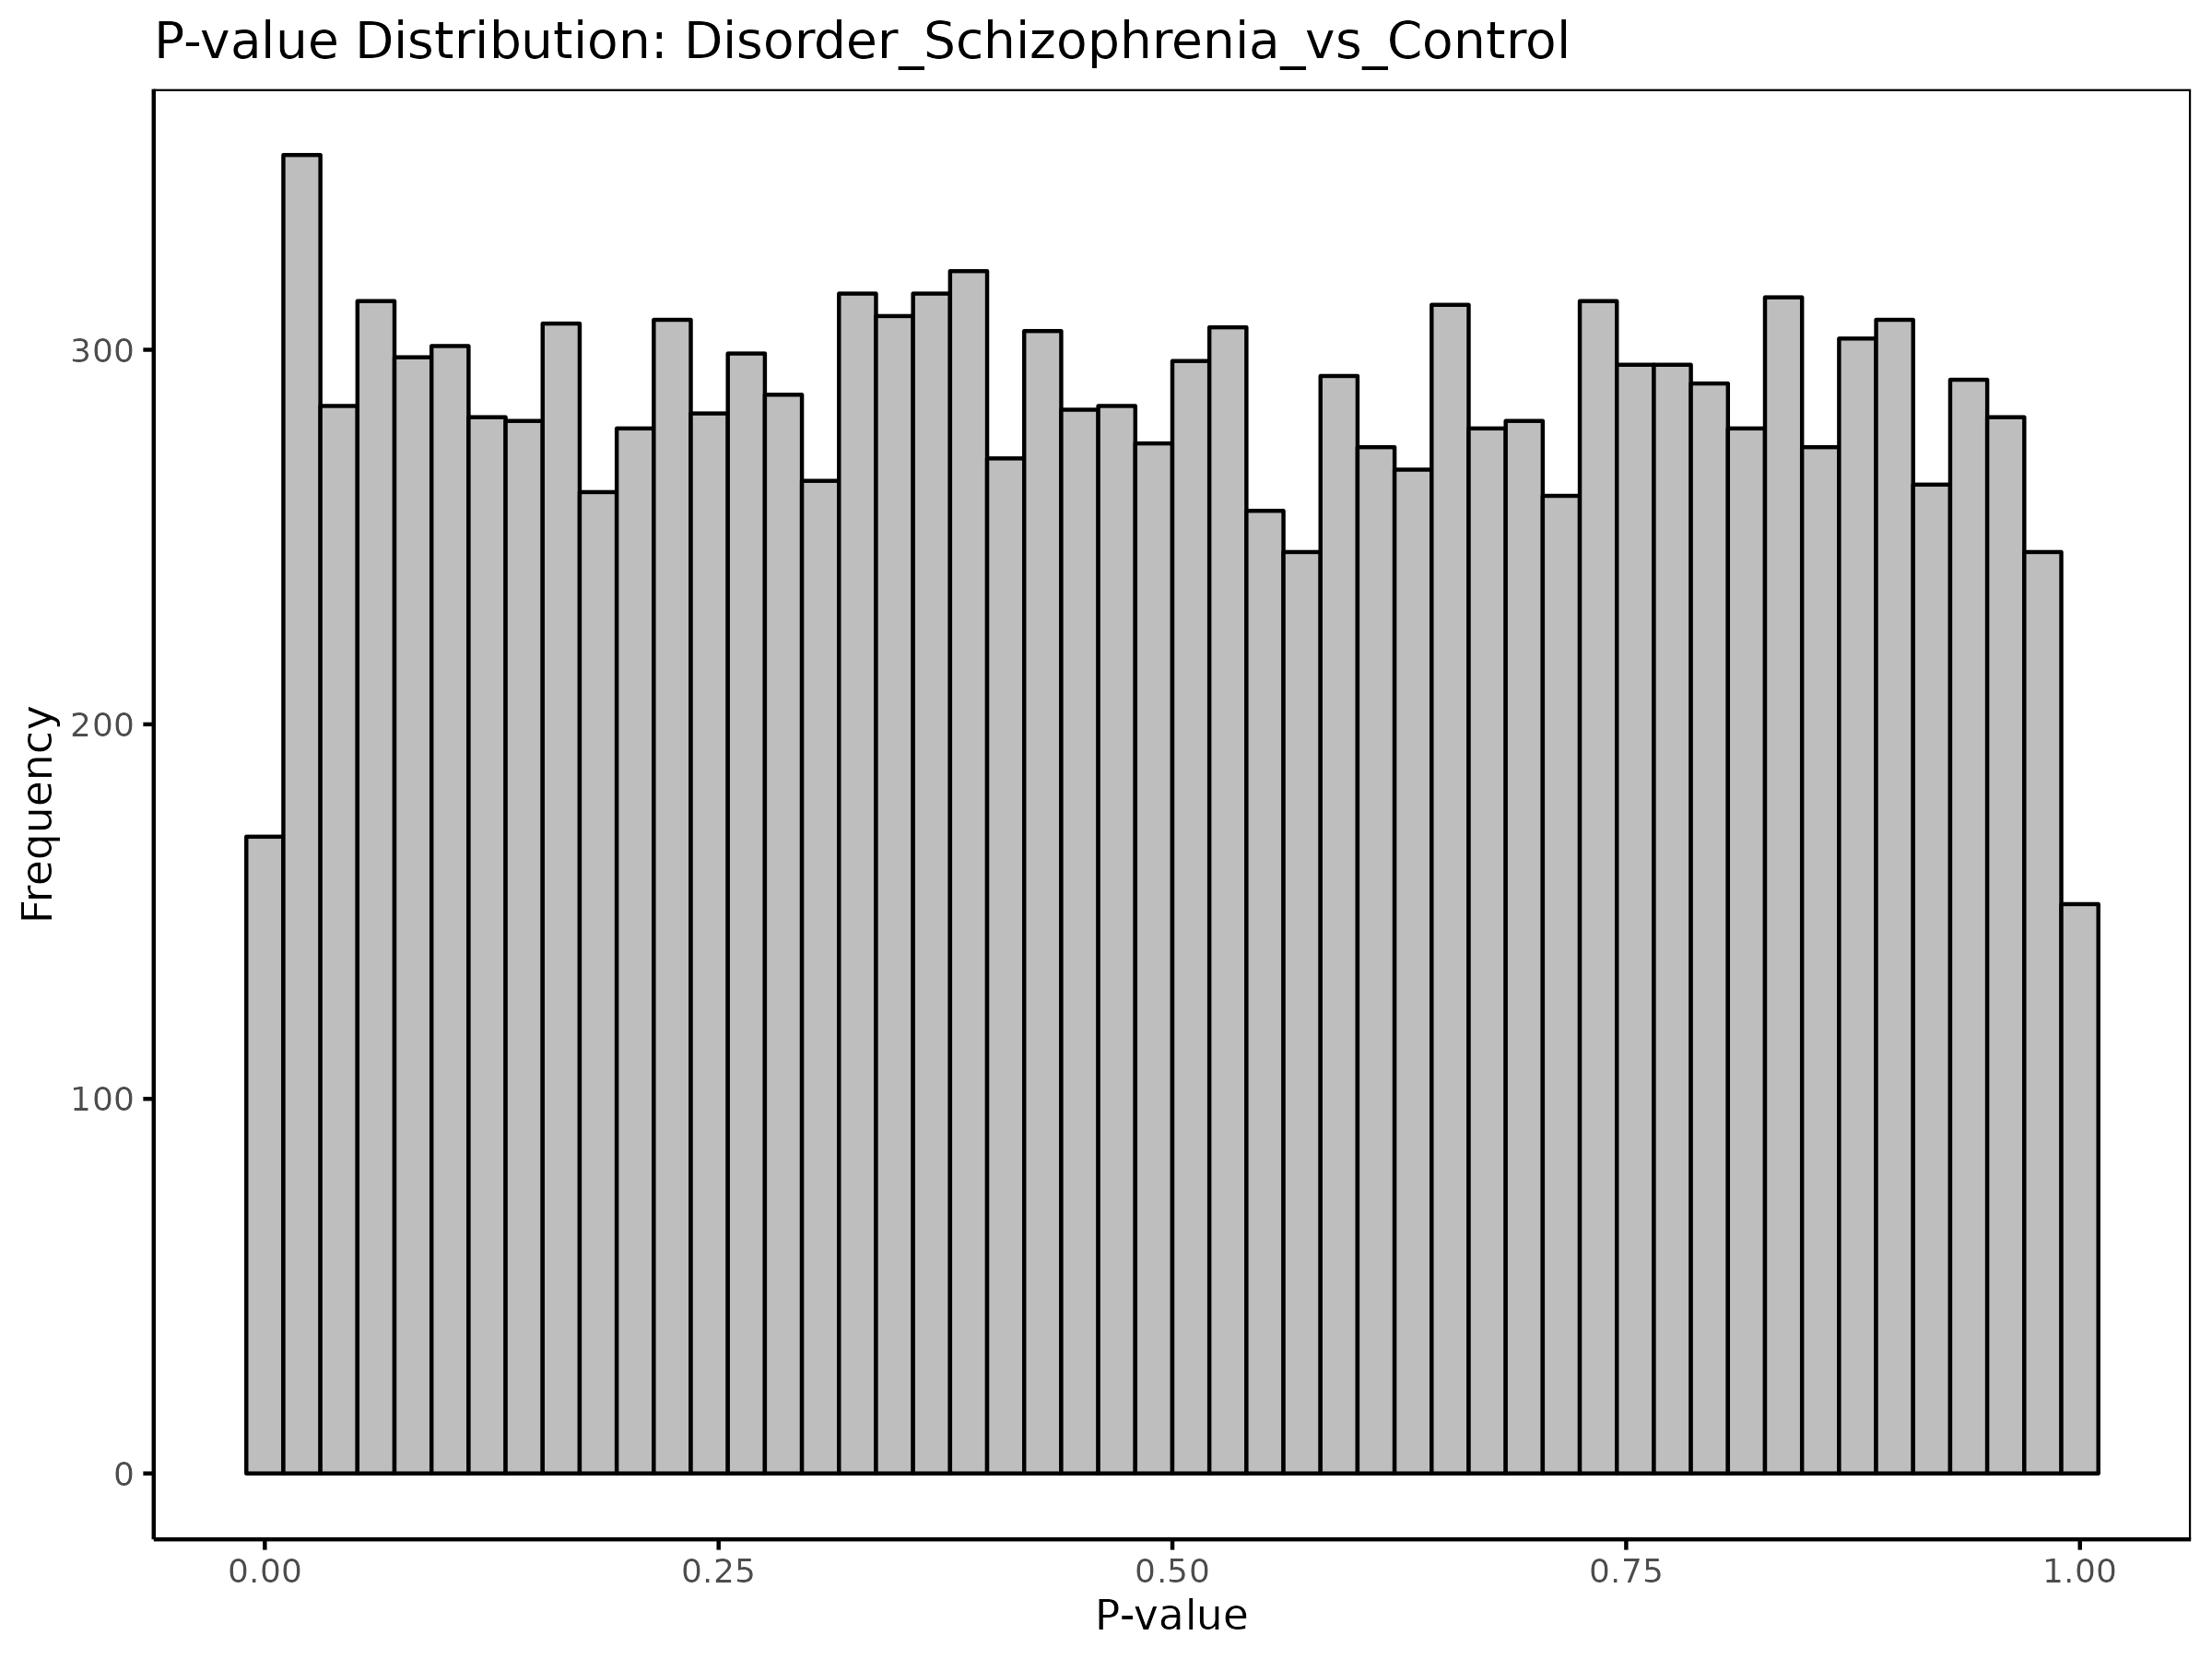 P-value Distribution: Disorder_Schizophrenia_vs_Control
Frequency
300
200
100
0
0.00 0.25 0.50 0.75 1.00
P-value